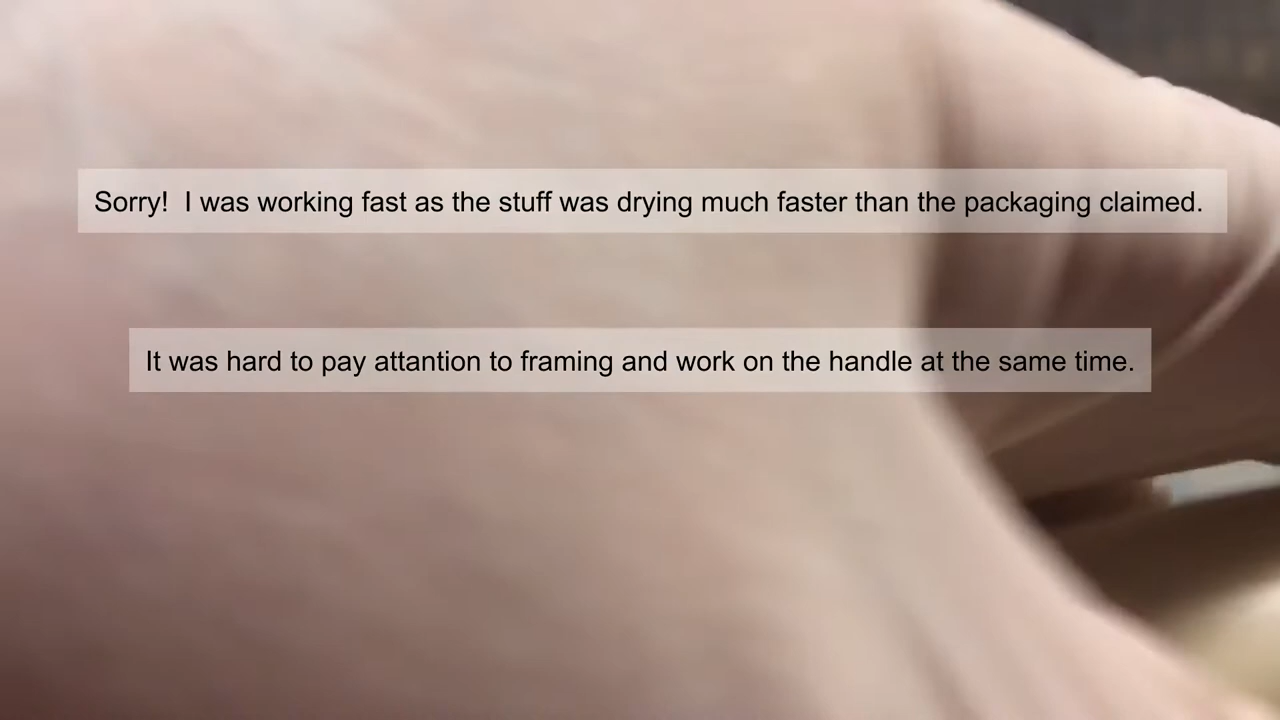 Sorry!  I was working fast as the stuff was drying much faster than the packaging claimed.
It was hard to pay attantion to framing and work on the handle at the same time.